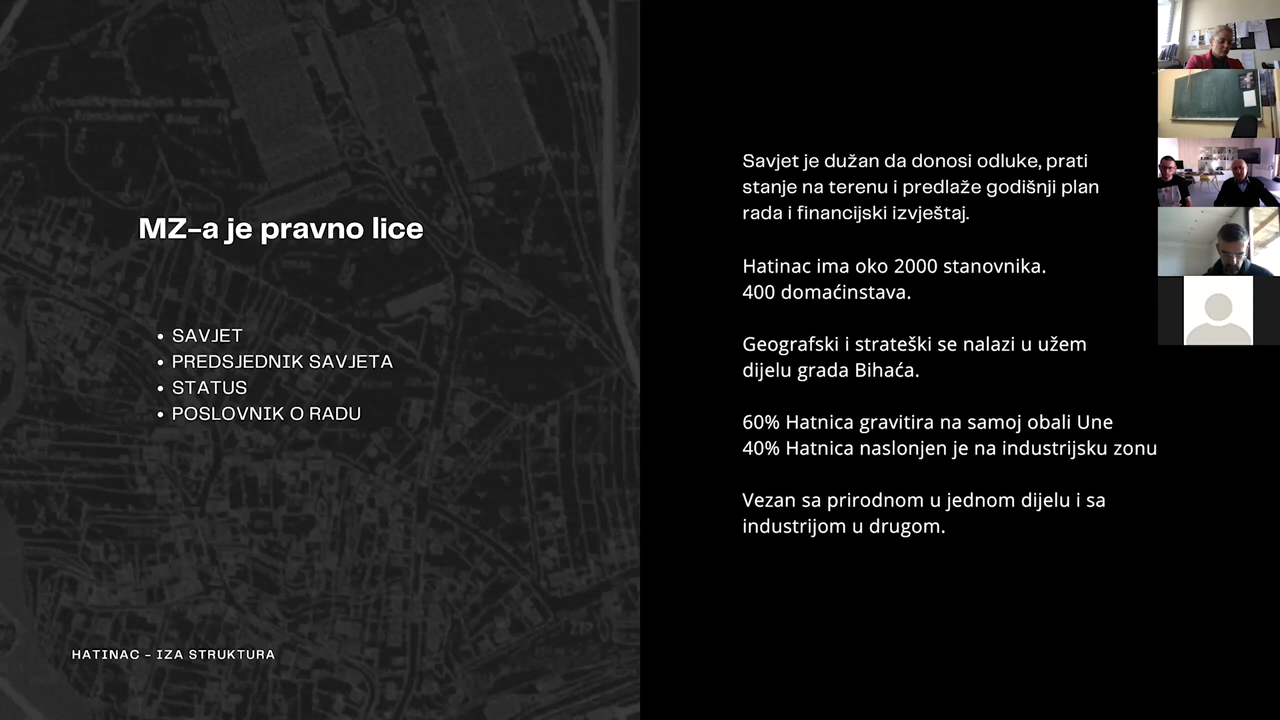 MZ-a je pravno lice
• SAVJET
• PREDSJEDNIK SAVJETA
• STATUS
• POSLOVNIK O RADU
HATINAC - IZA STRUKTURA
Savjet je dužan da donosi odluke, prati
stanje na terenu i predlaže godišnji plan
rada i financijski izvještaj.
Hatinac ima oko 2000 stanovnika.
400 domaćinstava.
Geografski i strateški se nalazi u užem
dijelu grada Bihaća.
60% Hatnica gravitira na samoj obali Une
40% Hatnica naslonjen je na industrijsku zonu
Vezan sa prirodnom u jednom dijelu i sa
industrijom u drugom.